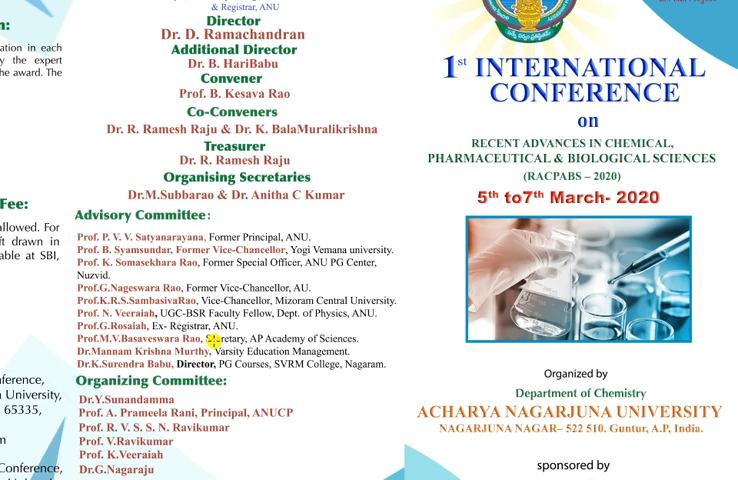 n:
ation in each
y the expert
he award. The
Fee:
allowed. For
ft drawn in
able at SBI,
nference,
a University,
65335,
m
Conference,
& Registrar, ANU
Director
Dr. D. Ramachandran
Additional Director
Dr. B. HariBabu
Convener
Prof. B. Kesava Rao
Co-Conveners
Dr. R. Ramesh Raju & Dr. K. BalaMuralikrishna
Treasurer
Dr. R. Ramesh Raju
Organising Secretaries
Dr.M.Subbarao & Dr. Anitha C Kumar
Advisory Committee:
Prof. P. V. V. Satyanarayana, Former Principal, ANU.
Prof. B. Syamsundar, Former Vice-Chancellor, Yogi Vemana university.
Prof. K. Somasekhara Rao, Former Special Officer, ANU PG Center,
Nuzvid.
Prof.G.Nageswara Rao, Former Vice-Chancellor, AU.
Prof.K.R.S.SambasivaRao, Vice-Chancellor, Mizoram Central University.
Prof. N. Veeraiah, UGC-BSR Faculty Fellow, Dept. of Physics, ANU.
Prof.G.Rosaiah, Ex- Registrar, ANU.
Prof.M.V.Basaveswara Rao, Secretary, AP Academy of Sciences.
Dr.Mannam Krishna Murthy, Varsity Education Management.
Dr.K.Surendra Babu, Director, PG Courses, SVRM College, Nagaram.
Organizing Committee:
Dr.Y.Sunandamma
Prof. A. Prameela Rani, Principal, ANUCP
Prof. R. V. S. S. N. Ravikumar
Prof. V.Ravikumar
Prof. K.Veeraiah
Dr.G.Nagaraju
1st INTERNATIONAL
CONFERENCE
on
RECENT ADVANCES IN CHEMICAL,
PHARMACEUTICAL & BIOLOGICAL SCIENCES
(RACPABS – 2020)
5th to7th March- 2020
Organized by
Department of Chemistry
ACHARYA NAGARJUNA UNIVERSITY
NAGARJUNA NAGAR– 522 510. Guntur, A.P, India.
sponsored by